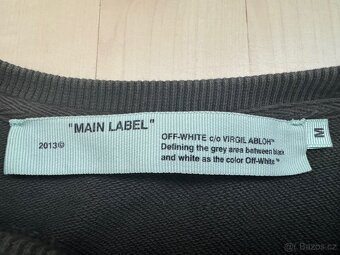 "MAIN LABEL"
2013©
OFF-WHITE c/o VIRGIL ABLOH™
Defining the grey area between black
and white as the color Off-White™
M
Bazoš.cz